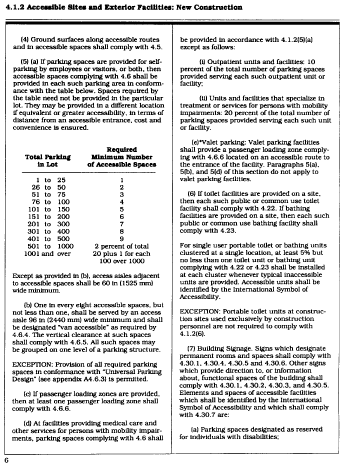 4.1.2 Accessible Sites and Exterior Facilities: New Construction
(4) Ground surfaces along accessible routes
and in accessible spaces shall comply with 4.5.
(5) (a) If parking spaces are provided for self-
parking by employees or visitors, or both, then
accessible spaces complying with 4.6 shall be
provided in each such parking area in conform-
ance with the table below. Spaces required by
the table need not be provided in the particular
lot. They may be provided in a different location
if equivalent or greater accessibility, in terms of
distance from an accessible entrance, cost and
convenience is ensured.
Total Parking
in Lot
Required
Minimum Number
of Accessible Spaces
1 to 25 1
26 to 50 2
51 to 75 3
76 to 100 4
101 to 150 5
151 to 200 6
201 to 300 7
301 to 400 8
401 to 500 9
501 to 1000 2 percent of total
1001 and over 20 plus 1 for each
100 over 1000
Except as provided in (b), access aisles adjacent
to accessible spaces shall be 60 in (1525 mm)
wide minimum.
(b) One in every eight accessible spaces, but
not less than one, shall be served by an access
aisle 96 in (2440 mm) wide minimum and shall
be designated "van accessible" as required by
4.6.4. The vertical clearance at such spaces
shall comply with 4.6.5. All such spaces may
be grouped on one level of a parking structure.
EXCEPTION: Provision of all required parking
spaces in conformance with "Universal Parking
Design" (see appendix A4.6.3) is permitted.
(c) If passenger loading zones are provided,
then at least one passenger loading zone shall
comply with 4.6.6.
(d) At facilities providing medical care and
other services for persons with mobility impair-
ments, parking spaces complying with 4.6 shall
be provided in accordance with 4.1.2(5)(a)
except as follows:
(i) Outpatient units and facilities: 10
percent of the total number of parking spaces
provided serving each such outpatient unit or
facility;
(ii) Units and facilities that specialize in
treatment or services for persons with mobility
impairments: 20 percent of the total number of
parking spaces provided serving each such unit
or facility.
(e)*Valet parking: Valet parking facilities
shall provide a passenger loading zone comply-
ing with 4.6.6 located on an accessible route to
the entrance of the facility. Paragraphs 5(a),
5(b), and 5(d) of this section do not apply to
valet parking facilities.
(6) If toilet facilities are provided on a site,
then each such public or common use toilet
facility shall comply with 4.22. If bathing
facilities are provided on a site, then each such
public or common use bathing facility shall
comply with 4.23.
For single user portable toilet or bathing units
clustered at a single location, at least 5% but
no less than one toilet unit or bathing unit
complying with 4.22 or 4.23 shall be installed
at each cluster whenever typical inaccessible
units are provided. Accessible units shall be
identified by the International Symbol of
Accessibility.
EXCEPTION: Portable toilet units at construc-
tion sites used exclusively by construction
personnel are not required to comply with
4.1.2(6).
(7) Building Signage. Signs which designate
permanent rooms and spaces shall comply with
4.30.1, 4.30.4, 4.30.5 and 4.30.6. Other signs
which provide direction to, or information
about, functional spaces of the building shall
comply with 4.30.1, 4.30.2, 4.30.3, and 4.30.5.
Elements and spaces of accessible facilities
which shall be identified by the International
Symbol of Accessibility and which shall comply
with 4.30.7 are:
(a) Parking spaces designated as reserved
for individuals with disabilities;
6